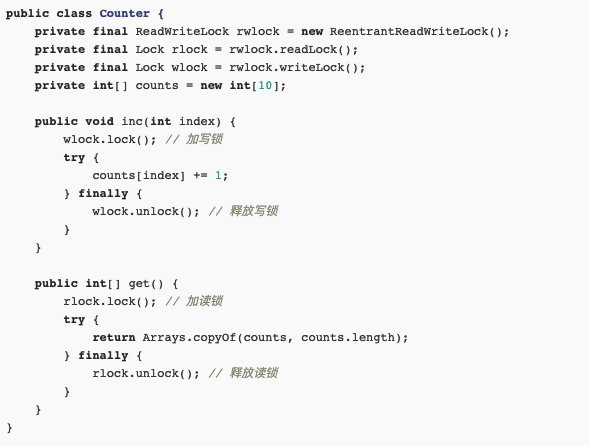 public class Counter {
    private final ReadWriteLock rwlock = new ReentrantReadWriteLock();
    private final Lock rlock = rwlock.readLock();
    private final Lock wlock = rwlock.writeLock();
    private int[] counts = new int[10];

    public void inc(int index) {
        wlock.lock(); // 加写锁
        try {
            counts[index] += 1;
        } finally {
            wlock.unlock(); // 释放写锁
        }
    }

    public int[] get() {
        rlock.lock(); // 加读锁
        try {
            return Arrays.copyOf(counts, counts.length);
        } finally {
            rlock.unlock(); // 释放读锁
        }
    }
}